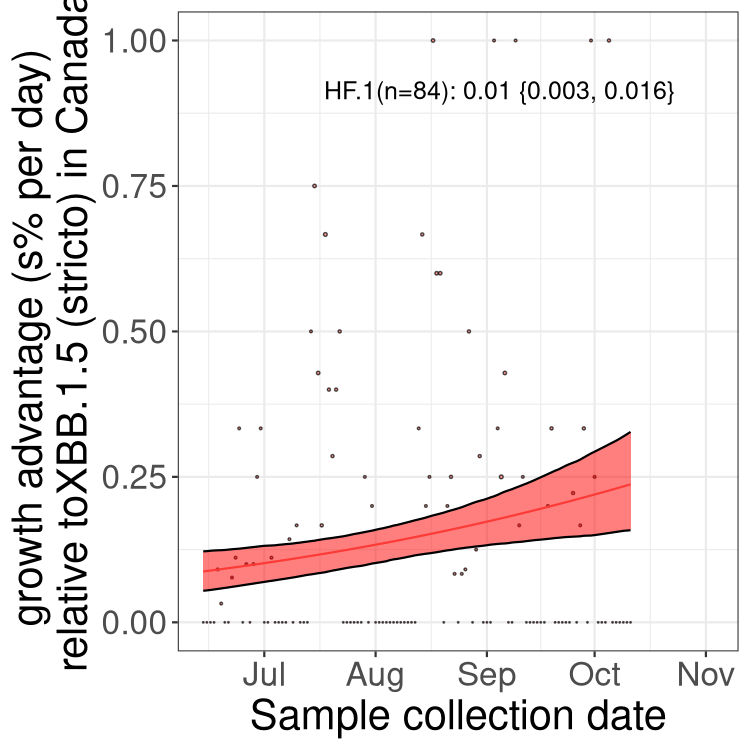 growth advantage (s% per day)
relative toXBB.1.5 (stricto) in Canada
1.00
0.75
0.50
0.25
0.00
HF.1(n=84): 0.01 {0.003, 0.016}
Jul Aug Sep Oct Nov
Sample collection date